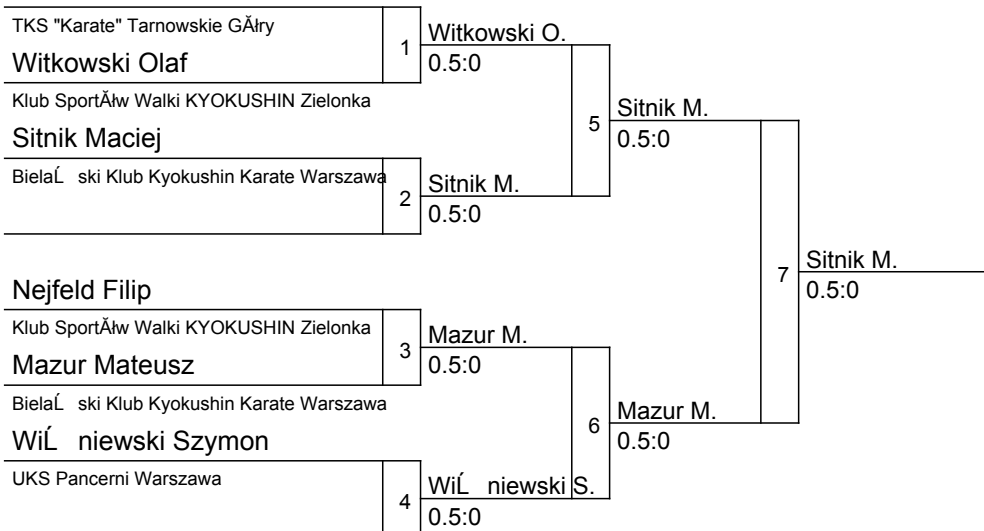 TKS "Karate" Tarnowskie GĂłry
Witkowski Olaf
Klub SportĂłw Walki KYOKUSHIN Zielonka
Sitnik Maciej
BielaĹ ski Klub Kyokushin Karate Warszawa
1
Witkowski O.
0.5:0
2
Sitnik M.
0.5:0
5
Sitnik M.
0.5:0
Nejfeld Filip
Klub SportĂłw Walki KYOKUSHIN Zielonka
Mazur Mateusz
BielaĹ ski Klub Kyokushin Karate Warszawa
WiĹ niewski Szymon
UKS Pancerni Warszawa
3
Mazur M.
0.5:0
4
WiĹ niewski S.
0.5:0
6
Mazur M.
0.5:0
7
Sitnik M.
0.5:0